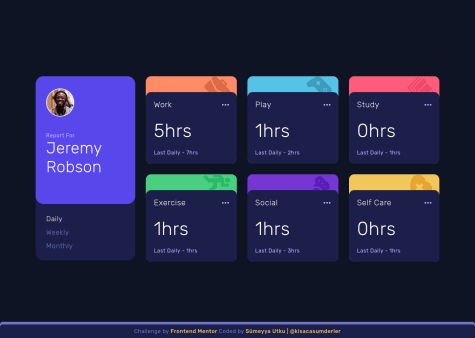 Report For
Jeremy
Robson
Daily
Weekly
Monthly
Work
5hrs
Last Daily - 7hrs
Play
1hrs
Last Daily - 2hrs
Study
0hrs
Last Daily - 1hrs
Exercise
1hrs
Last Daily - 1hrs
Social
1hrs
Last Daily - 3hrs
Self Care
0hrs
Last Daily - 1hrs
Challenge by Frontend Mentor Coded by Sümeyya Utku | @kisacasumderler